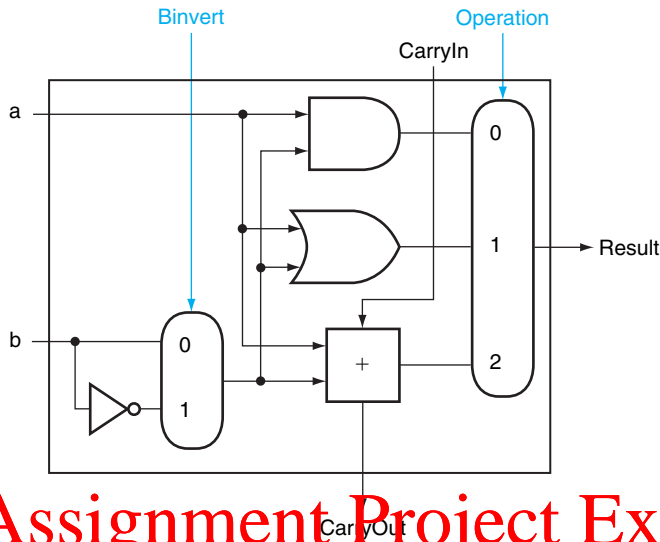 Binvert
Operation
CarryIn
a
0
1
Result
b
0
1
2
+
CarryOut
Assignment Project Ex